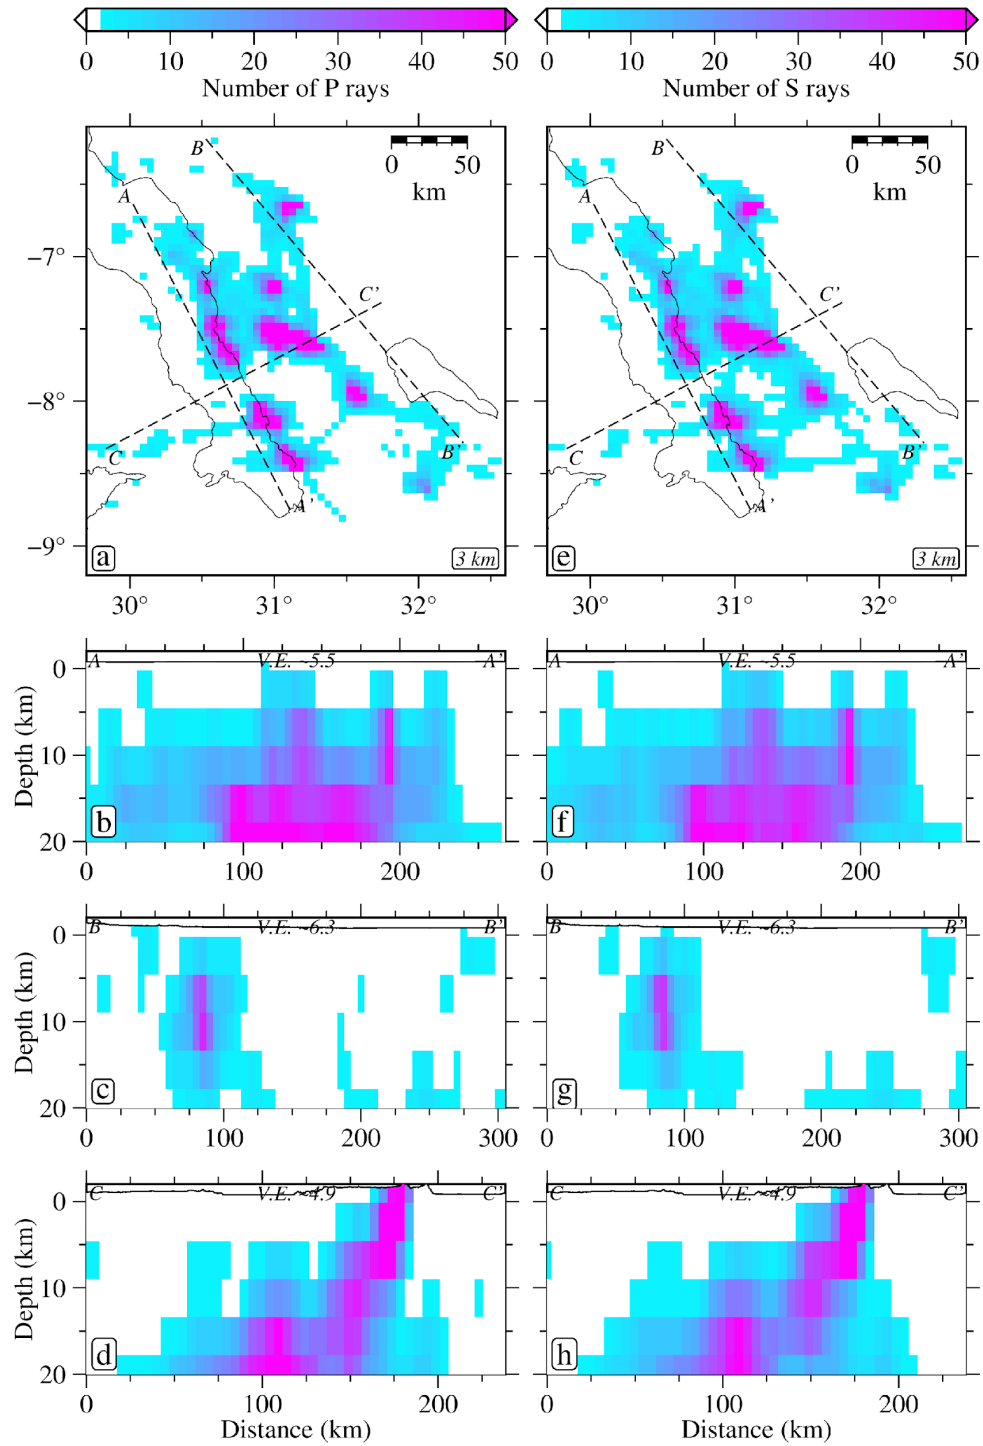 0 10 20 30 40 50 0 10 20 30 40 50
Number of P rays Number of S rays
B 0 50 B 0 50
km km
A A
−7°
C' C'
−8°
C B' C B'
A' A'
−9°
a 3 km e 3 km
30° 31° 32° 30° 31° 32°
A V.E. ~5.5 A' A V.E. ~5.5 A'
0
Depth (km)
10
b f
20
0 100 200 0 100 200
B V.E. ~6.3 B' B V.E. ~6.3 B'
0
Depth (km)
10
c g
20
0 100 200 300 0 100 200 300
C V.E. ~4.9 C' C V.E. ~4.9 C'
0
Depth (km)
10
d h
20
0 100 200 0 100 200
Distance (km) Distance (km)